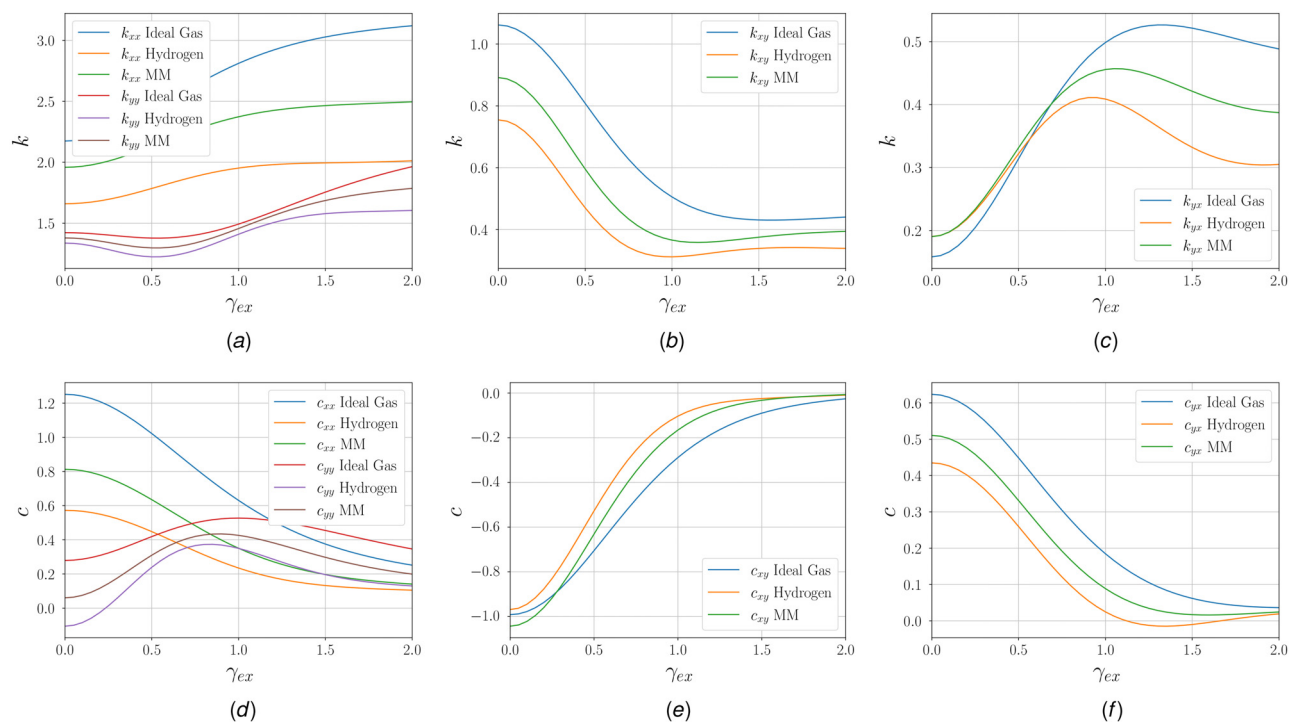 k
3.0
2.5
2.0
1.5
k_xx Ideal Gas
k_xx Hydrogen
k_xx MM
k_yy Ideal Gas
k_yy Hydrogen
k_yy MM
0.0 0.5 1.0 1.5 2.0
γ_ex
(a)
k
1.0
0.8
0.6
0.4
k_xy Ideal Gas
k_xy Hydrogen
k_xy MM
0.0 0.5 1.0 1.5 2.0
γ_ex
(b)
k
0.5
0.4
0.3
0.2
k_yx Ideal Gas
k_yx Hydrogen
k_yx MM
0.0 0.5 1.0 1.5 2.0
γ_ex
(c)
c
1.2
1.0
0.8
0.6
0.4
0.2
0.0
c_xx Ideal Gas
c_xx Hydrogen
c_xx MM
c_yy Ideal Gas
c_yy Hydrogen
c_yy MM
0.0 0.5 1.0 1.5 2.0
γ_ex
(d)
c
0.0
−0.2
−0.4
−0.6
−0.8
−1.0
c_xy Ideal Gas
c_xy Hydrogen
c_xy MM
0.0 0.5 1.0 1.5 2.0
γ_ex
(e)
c
0.6
0.5
0.4
0.3
0.2
0.1
0.0
c_yx Ideal Gas
c_yx Hydrogen
c_yx MM
0.0 0.5 1.0 1.5 2.0
γ_ex
(f)